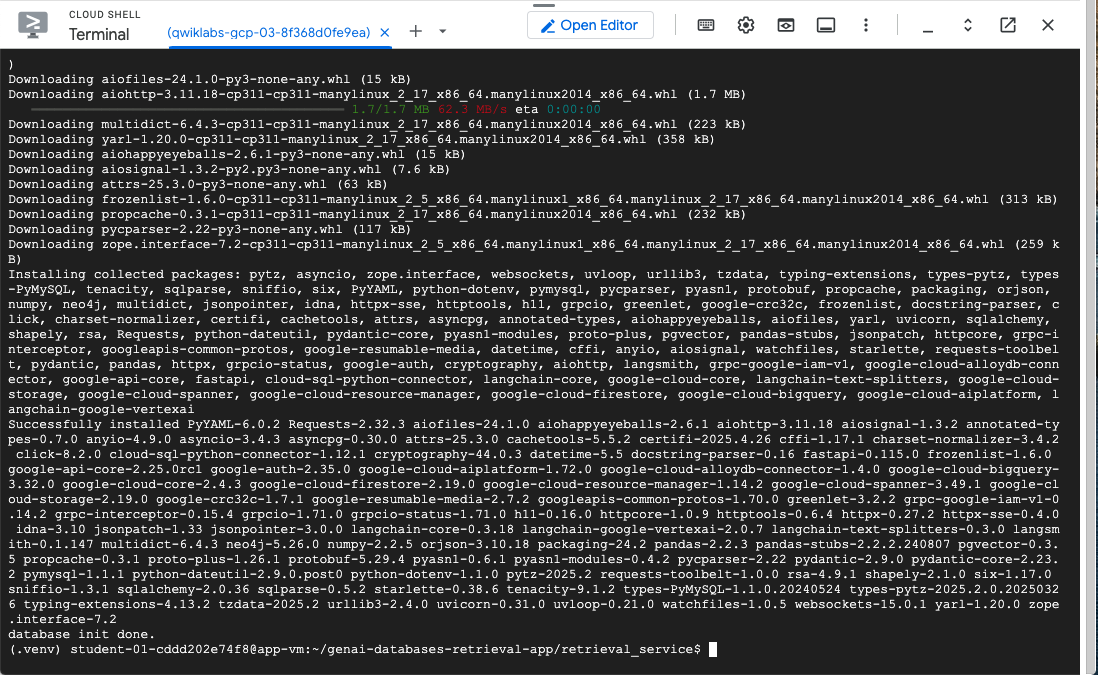 CLOUD SHELL
Terminal
(qwiklabs-gcp-03-8f368d0fe9ea)
Open Editor
)
Downloading aiofiles-24.1.0-py3-none-any.whl (15 kB)
Downloading aiohttp-3.11.18-cp311-cp311-manylinux_2_17_x86_64.manylinux2014_x86_64.whl (1.7 MB)
1.7/1.7 MB 62.3 MB/s eta 0:00:00
Downloading multidict-6.4.3-cp311-cp311-manylinux_2_17_x86_64.manylinux2014_x86_64.whl (223 kB)
Downloading yarl-1.20.0-cp311-cp311-manylinux_2_17_x86_64.manylinux2014_x86_64.whl (358 kB)
Downloading aiohappyeyeballs-2.6.1-py3-none-any.whl (15 kB)
Downloading aiosignal-1.3.2-py2.py3-none-any.whl (7.6 kB)
Downloading attrs-25.3.0-py3-none-any.whl (63 kB)
Downloading frozenlist-1.6.0-cp311-cp311-manylinux_2_5_x86_64.manylinux1_x86_64.manylinux_2_17_x86_64.manylinux2014_x86_64.whl (313 kB)
Downloading propcache-0.3.1-cp311-cp311-manylinux_2_17_x86_64.manylinux2014_x86_64.whl (232 kB)
Downloading pycparser-2.22-py3-none-any.whl (117 kB)
Downloading zope.interface-7.2-cp311-cp311-manylinux_2_5_x86_64.manylinux1_x86_64.manylinux_2_17_x86_64.manylinux2014_x86_64.whl (259 k
B)
Installing collected packages: pytz, asyncio, zope.interface, websockets, uvloop, urllib3, tzdata, typing-extensions, types-pytz, types
-PyMySQL, tenacity, sqlparse, sniffio, six, PyYAML, python-dotenv, pymysql, pycparser, pyasn1, protobuf, propcache, packaging, orjson,
numpy, neo4j, multidict, jsonpointer, idna, httpx-sse, httptools, h11, grpcio, greenlet, google-crc32c, frozenlist, docstring-parser, c
lick, charset-normalizer, certifi, cachetools, attrs, asyncpg, annotated-types, aiohappyeyeballs, aiofiles, yarl, uvicorn, sqlalchemy,
shapely, rsa, Requests, python-dateutil, pydantic-core, pyasn1-modules, proto-plus, pgvector, pandas-stubs, jsonpatch, httpcore, grpc-i
nterceptor, googleapis-common-protos, google-resumable-media, datetime, cffi, anyio, aiosignal, watchfiles, starlette, requests-toolbel
t, pydantic, pandas, httpx, grpcio-status, google-auth, cryptography, aiohttp, langsmith, grpc-google-iam-v1, google-cloud-alloydb-conn
ector, google-api-core, fastapi, cloud-sql-python-connector, langchain-core, google-cloud-core, langchain-text-splitters, google-cloud-
storage, google-cloud-spanner, google-cloud-resource-manager, google-cloud-firestore, google-cloud-bigquery, google-cloud-aiplatform, l
angchain-google-vertexai
Successfully installed PyYAML-6.0.2 Requests-2.32.3 aiofiles-24.1.0 aiohappyeyeballs-2.6.1 aiohttp-3.11.18 aiosignal-1.3.2 annotated-ty
pes-0.7.0 anyio-4.9.0 asyncio-3.4.3 asyncpg-0.30.0 attrs-25.3.0 cachetools-5.5.2 certifi-2025.4.26 cffi-1.17.1 charset-normalizer-3.4.2
click-8.2.0 cloud-sql-python-connector-1.12.1 cryptography-44.0.3 datetime-5.5 docstring-parser-0.16 fastapi-0.115.0 frozenlist-1.6.0
google-api-core-2.25.0rc1 google-auth-2.35.0 google-cloud-aiplatform-1.72.0 google-cloud-alloydb-connector-1.4.0 google-cloud-bigquery-
3.32.0 google-cloud-core-2.4.3 google-cloud-firestore-2.19.0 google-cloud-resource-manager-1.14.2 google-cloud-spanner-3.49.1 google-cl
oud-storage-2.19.0 google-crc32c-1.7.1 google-resumable-media-2.7.2 googleapis-common-protos-1.70.0 greenlet-3.2.2 grpc-google-iam-v1-0
.14.2 grpc-interceptor-0.15.4 grpcio-1.71.0 grpcio-status-1.71.0 h11-0.16.0 httpcore-1.0.9 httptools-0.6.4 httpx-0.27.2 httpx-sse-0.4.0
idna-3.10 jsonpatch-1.33 jsonpointer-3.0.0 langchain-core-0.3.18 langchain-google-vertexai-2.0.7 langchain-text-splitters-0.3.0 langsm
ith-0.1.147 multidict-6.4.3 neo4j-5.26.0 numpy-2.2.5 orjson-3.10.18 packaging-24.2 pandas-2.2.3 pandas-stubs-2.2.2.240807 pgvector-0.3.
5 propcache-0.3.1 proto-plus-1.26.1 protobuf-5.29.4 pyasn1-0.6.1 pyasn1-modules-0.4.2 pycparser-2.22 pydantic-2.9.0 pydantic-core-2.23.
2 pymysql-1.1.1 python-dateutil-2.9.0.post0 python-dotenv-1.1.0 pytz-2025.2 requests-toolbelt-1.0.0 rsa-4.9.1 shapely-2.1.0 six-1.17.0
sniffio-1.3.1 sqlalchemy-2.0.36 sqlparse-0.5.2 starlette-0.38.6 tenacity-9.1.2 types-PyMySQL-1.1.0.20240524 types-pytz-2025.2.0.2025032
6 typing-extensions-4.13.2 tzdata-2025.2 urllib3-2.4.0 uvicorn-0.31.0 uvloop-0.21.0 watchfiles-1.0.5 websockets-15.0.1 yarl-1.20.0 zope
.interface-7.2
database init done.
(.venv) student-01-cddd202e74f8@app-vm:~/genai-databases-retrieval-app/retrieval_service$